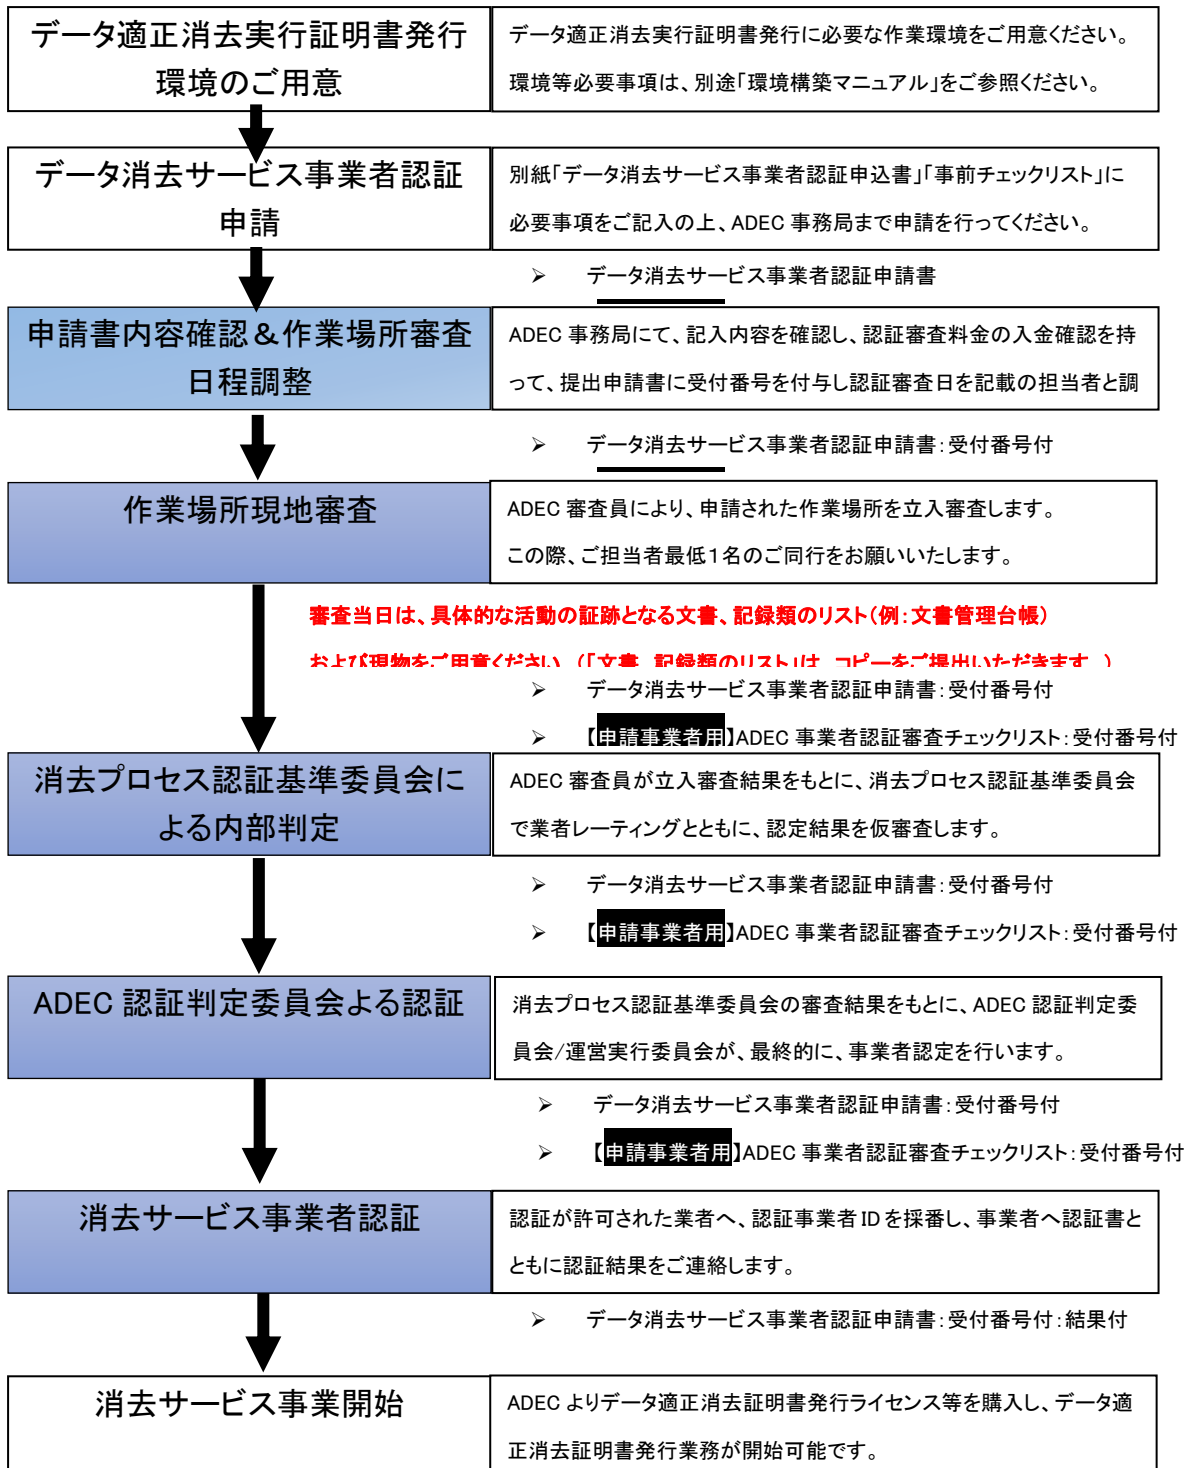 データ適正消去実行証明書発行
環境のご用意
データ適正消去実行証明書発行に必要な作業環境をご用意ください。
環境等必要事項は、別途「環境構築マニュアル」をご参照ください。
データ消去サービス事業者認証
申請
別紙「データ消去サービス事業者認証申込書」「事前チェックリスト」に
必要事項をご記入の上、ADEC 事務局まで申請を行ってください。
➢ データ消去サービス事業者認証申請書
申請書内容確認＆作業場所審査
日程調整
ADEC 事務局にて、記入内容を確認し、認証審査料金の入金確認を持
って、提出申請書に受付番号を付与し認証審査日を記載の担当者と調
➢ データ消去サービス事業者認証申請書：受付番号付
作業場所現地審査
ADEC 審査員により、申請された作業場所を立入審査します。
この際、ご担当者最低１名のご同行をお願いいたします。
審査当日は、具体的な活動の証跡となる文書、記録類のリスト（例：文書管理台帳）
および現物をご用意ください。（「文書、記録類のリスト」は、コピーをご提出いただきます。）
➢ データ消去サービス事業者認証申請書：受付番号付
➢ 【申請事業者用】ADEC 事業者認証審査チェックリスト：受付番号付
消去プロセス認証基準委員会に
よる内部判定
ADEC 審査員が立入審査結果をもとに、消去プロセス認証基準委員会
で業者レーティングとともに、認定結果を仮審査します。
➢ データ消去サービス事業者認証申請書：受付番号付
➢ 【申請事業者用】ADEC 事業者認証審査チェックリスト：受付番号付
ADEC 認証判定委員会よる認証
消去プロセス認証基準委員会の審査結果をもとに、ADEC 認証判定委
員会/運営実行委員会が、最終的に、事業者認定を行います。
➢ データ消去サービス事業者認証申請書：受付番号付
➢ 【申請事業者用】ADEC 事業者認証審査チェックリスト：受付番号付
消去サービス事業者認証
認証が許可された業者へ、認証事業者 ID を採番し、事業者へ認証書と
ともに認証結果をご連絡します。
➢ データ消去サービス事業者認証申請書：受付番号付：結果付
消去サービス事業開始
ADEC よりデータ適正消去証明書発行ライセンス等を購入し、データ適
正消去証明書発行業務が開始可能です。